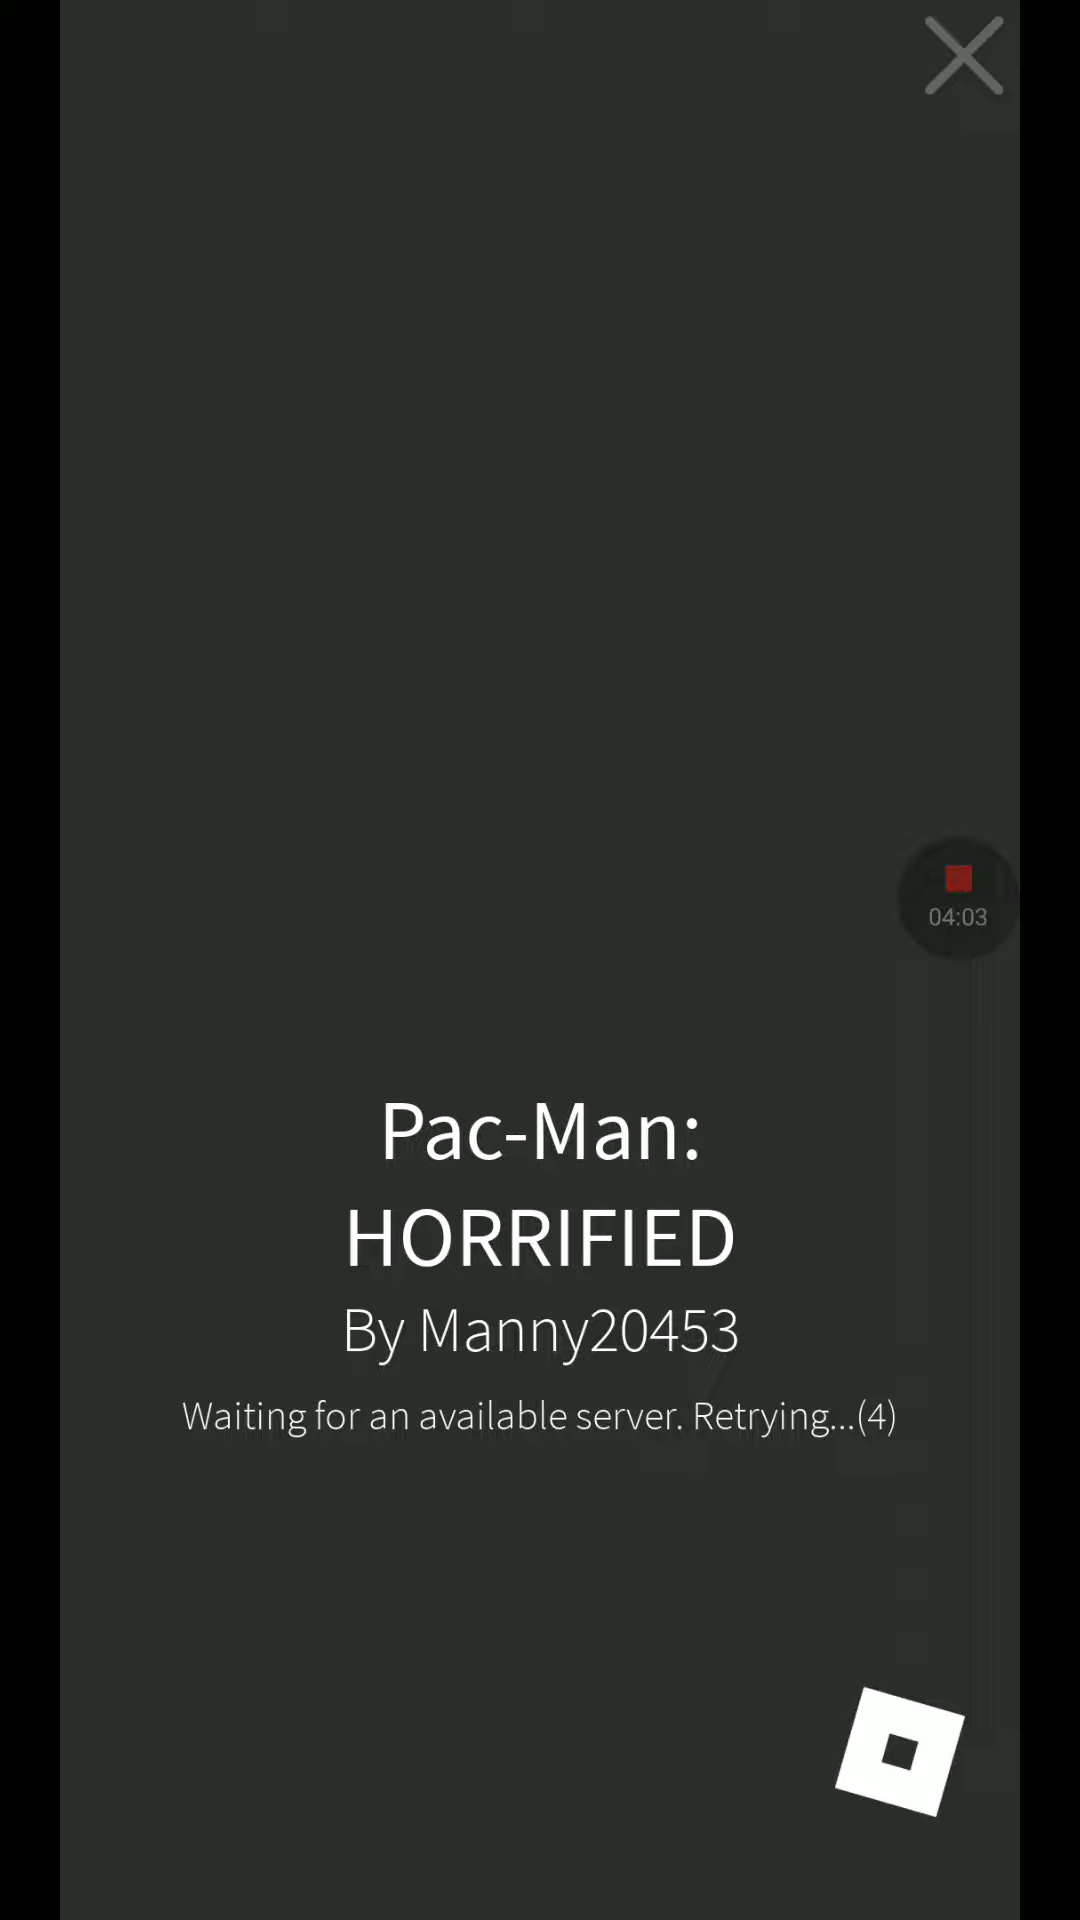 04:03
Pac-Man:
HORRIFIED
By Manny20453
Waiting for an available server. Retrying...(4)